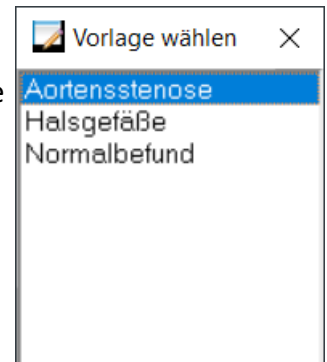 Vorlage wählen
e
Aortensstenose
Halsgefäße
Normalbefund